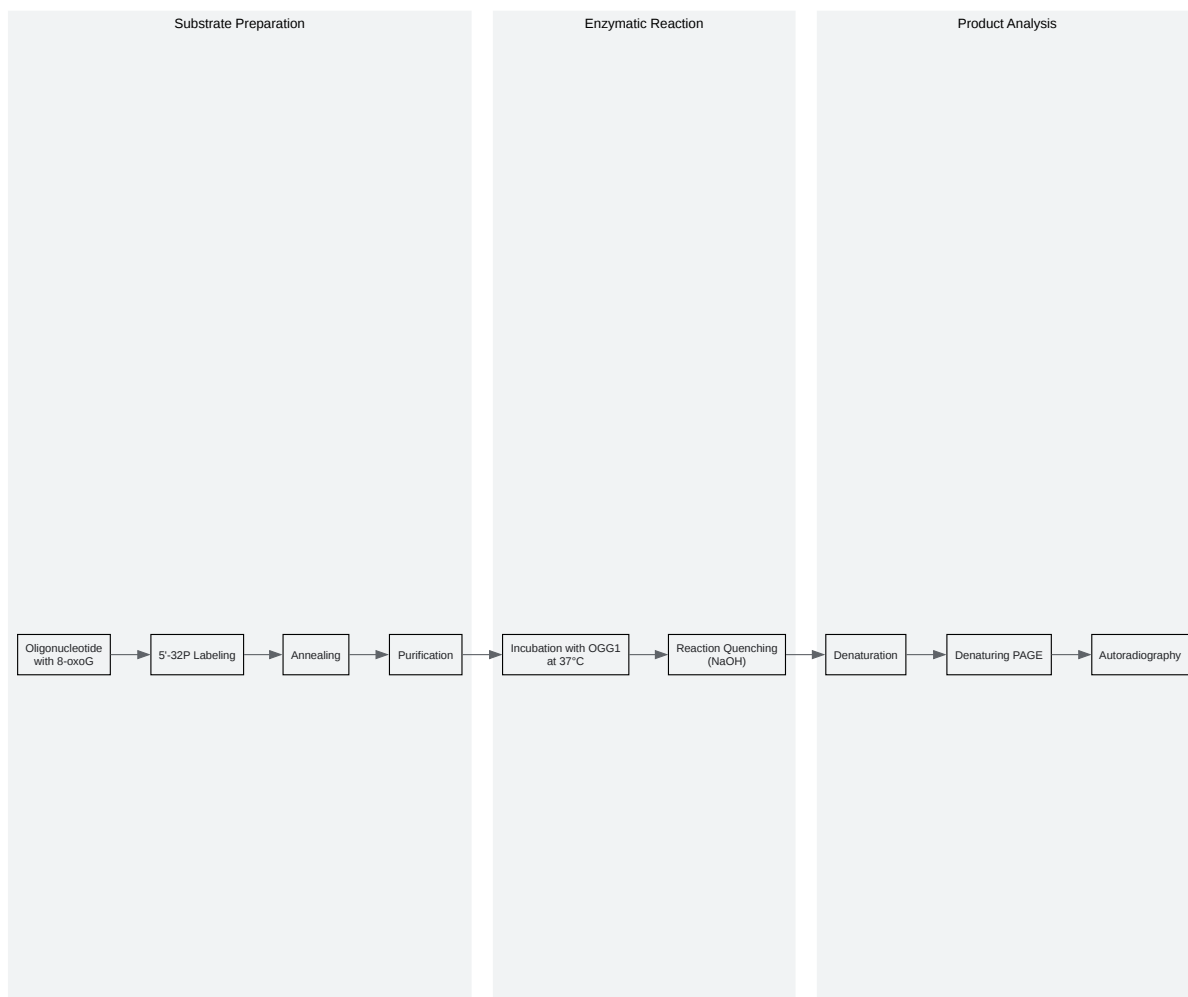 Substrate Preparation
Enzymatic Reaction
Product Analysis
Oligonucleotide
with 8-oxoG
5'-32P Labeling
Annealing
Purification
Incubation with OGG1
at 37°C
Reaction Quenching
(NaOH)
Denaturation
Denaturing PAGE
Autoradiography